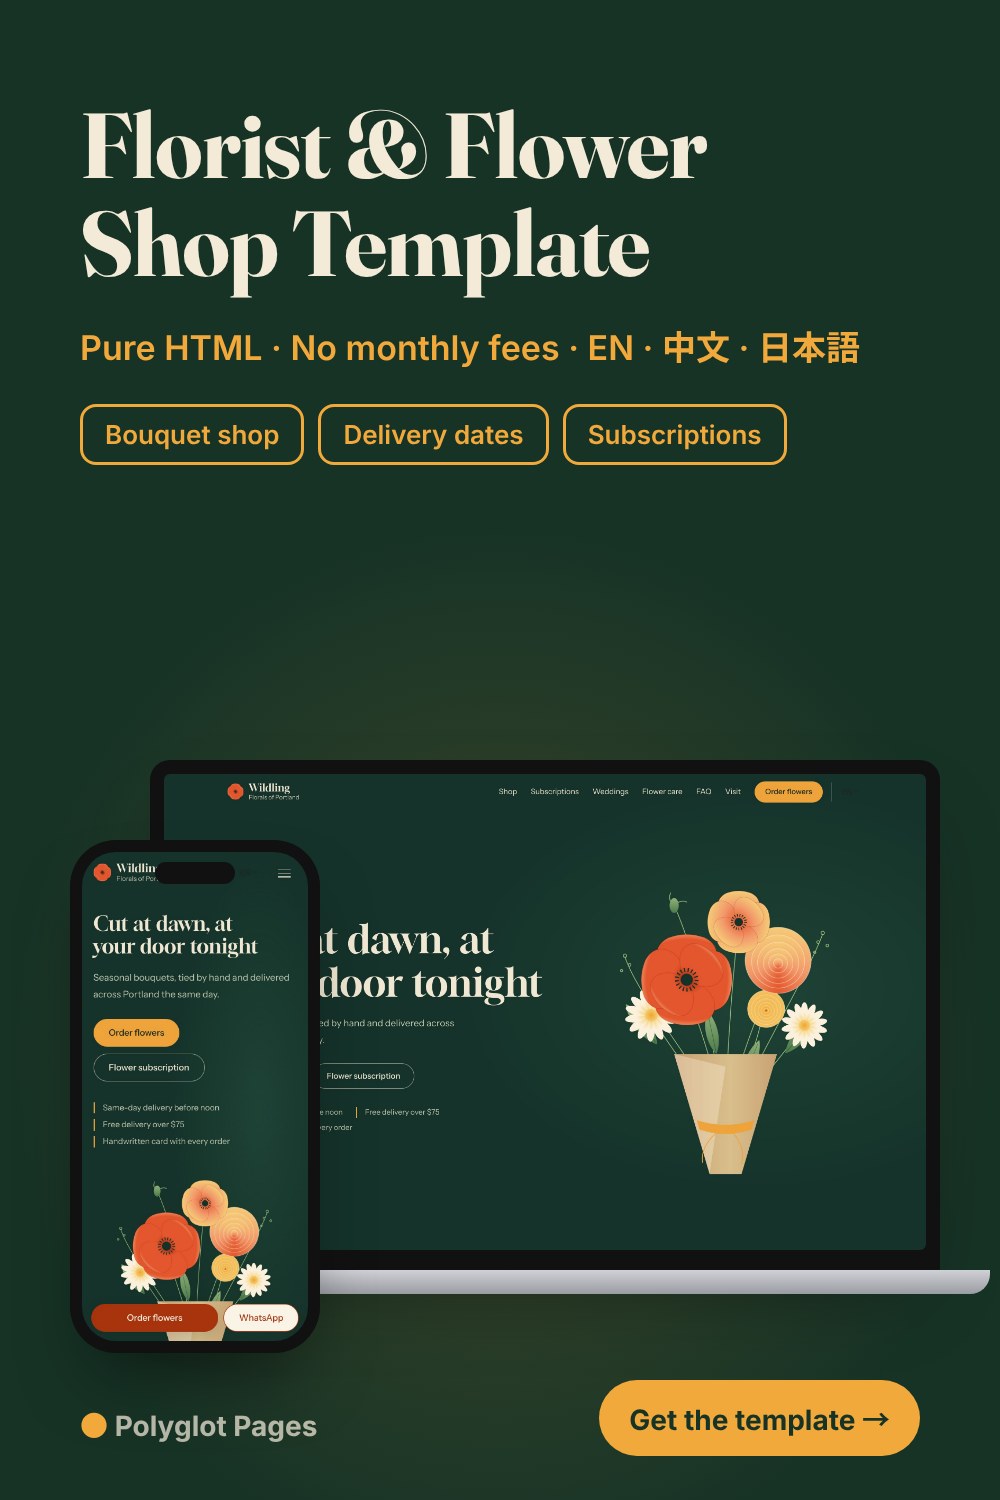 Florist & Flower
Shop Template
Pure HTML · No monthly fees · EN · 中文 · 日本語
Bouquet shop
Delivery dates
Subscriptions
Wildling
Florals of Portland
Shop
Subscriptions
Weddings
Flower care
FAQ
Visit
Order flowers
at dawn, at
door tonight
ed by hand and delivered across
y.
Flower subscription
e noon
Free delivery over $75
very order
Wildlin
Florals of Por
Cut at dawn, at
your door tonight
Seasonal bouquets, tied by hand and delivered
across Portland the same day.
Order flowers
Flower subscription
Same-day delivery before noon
Free delivery over $75
Handwritten card with every order
Order flowers
WhatsApp
Polyglot Pages
Get the template →